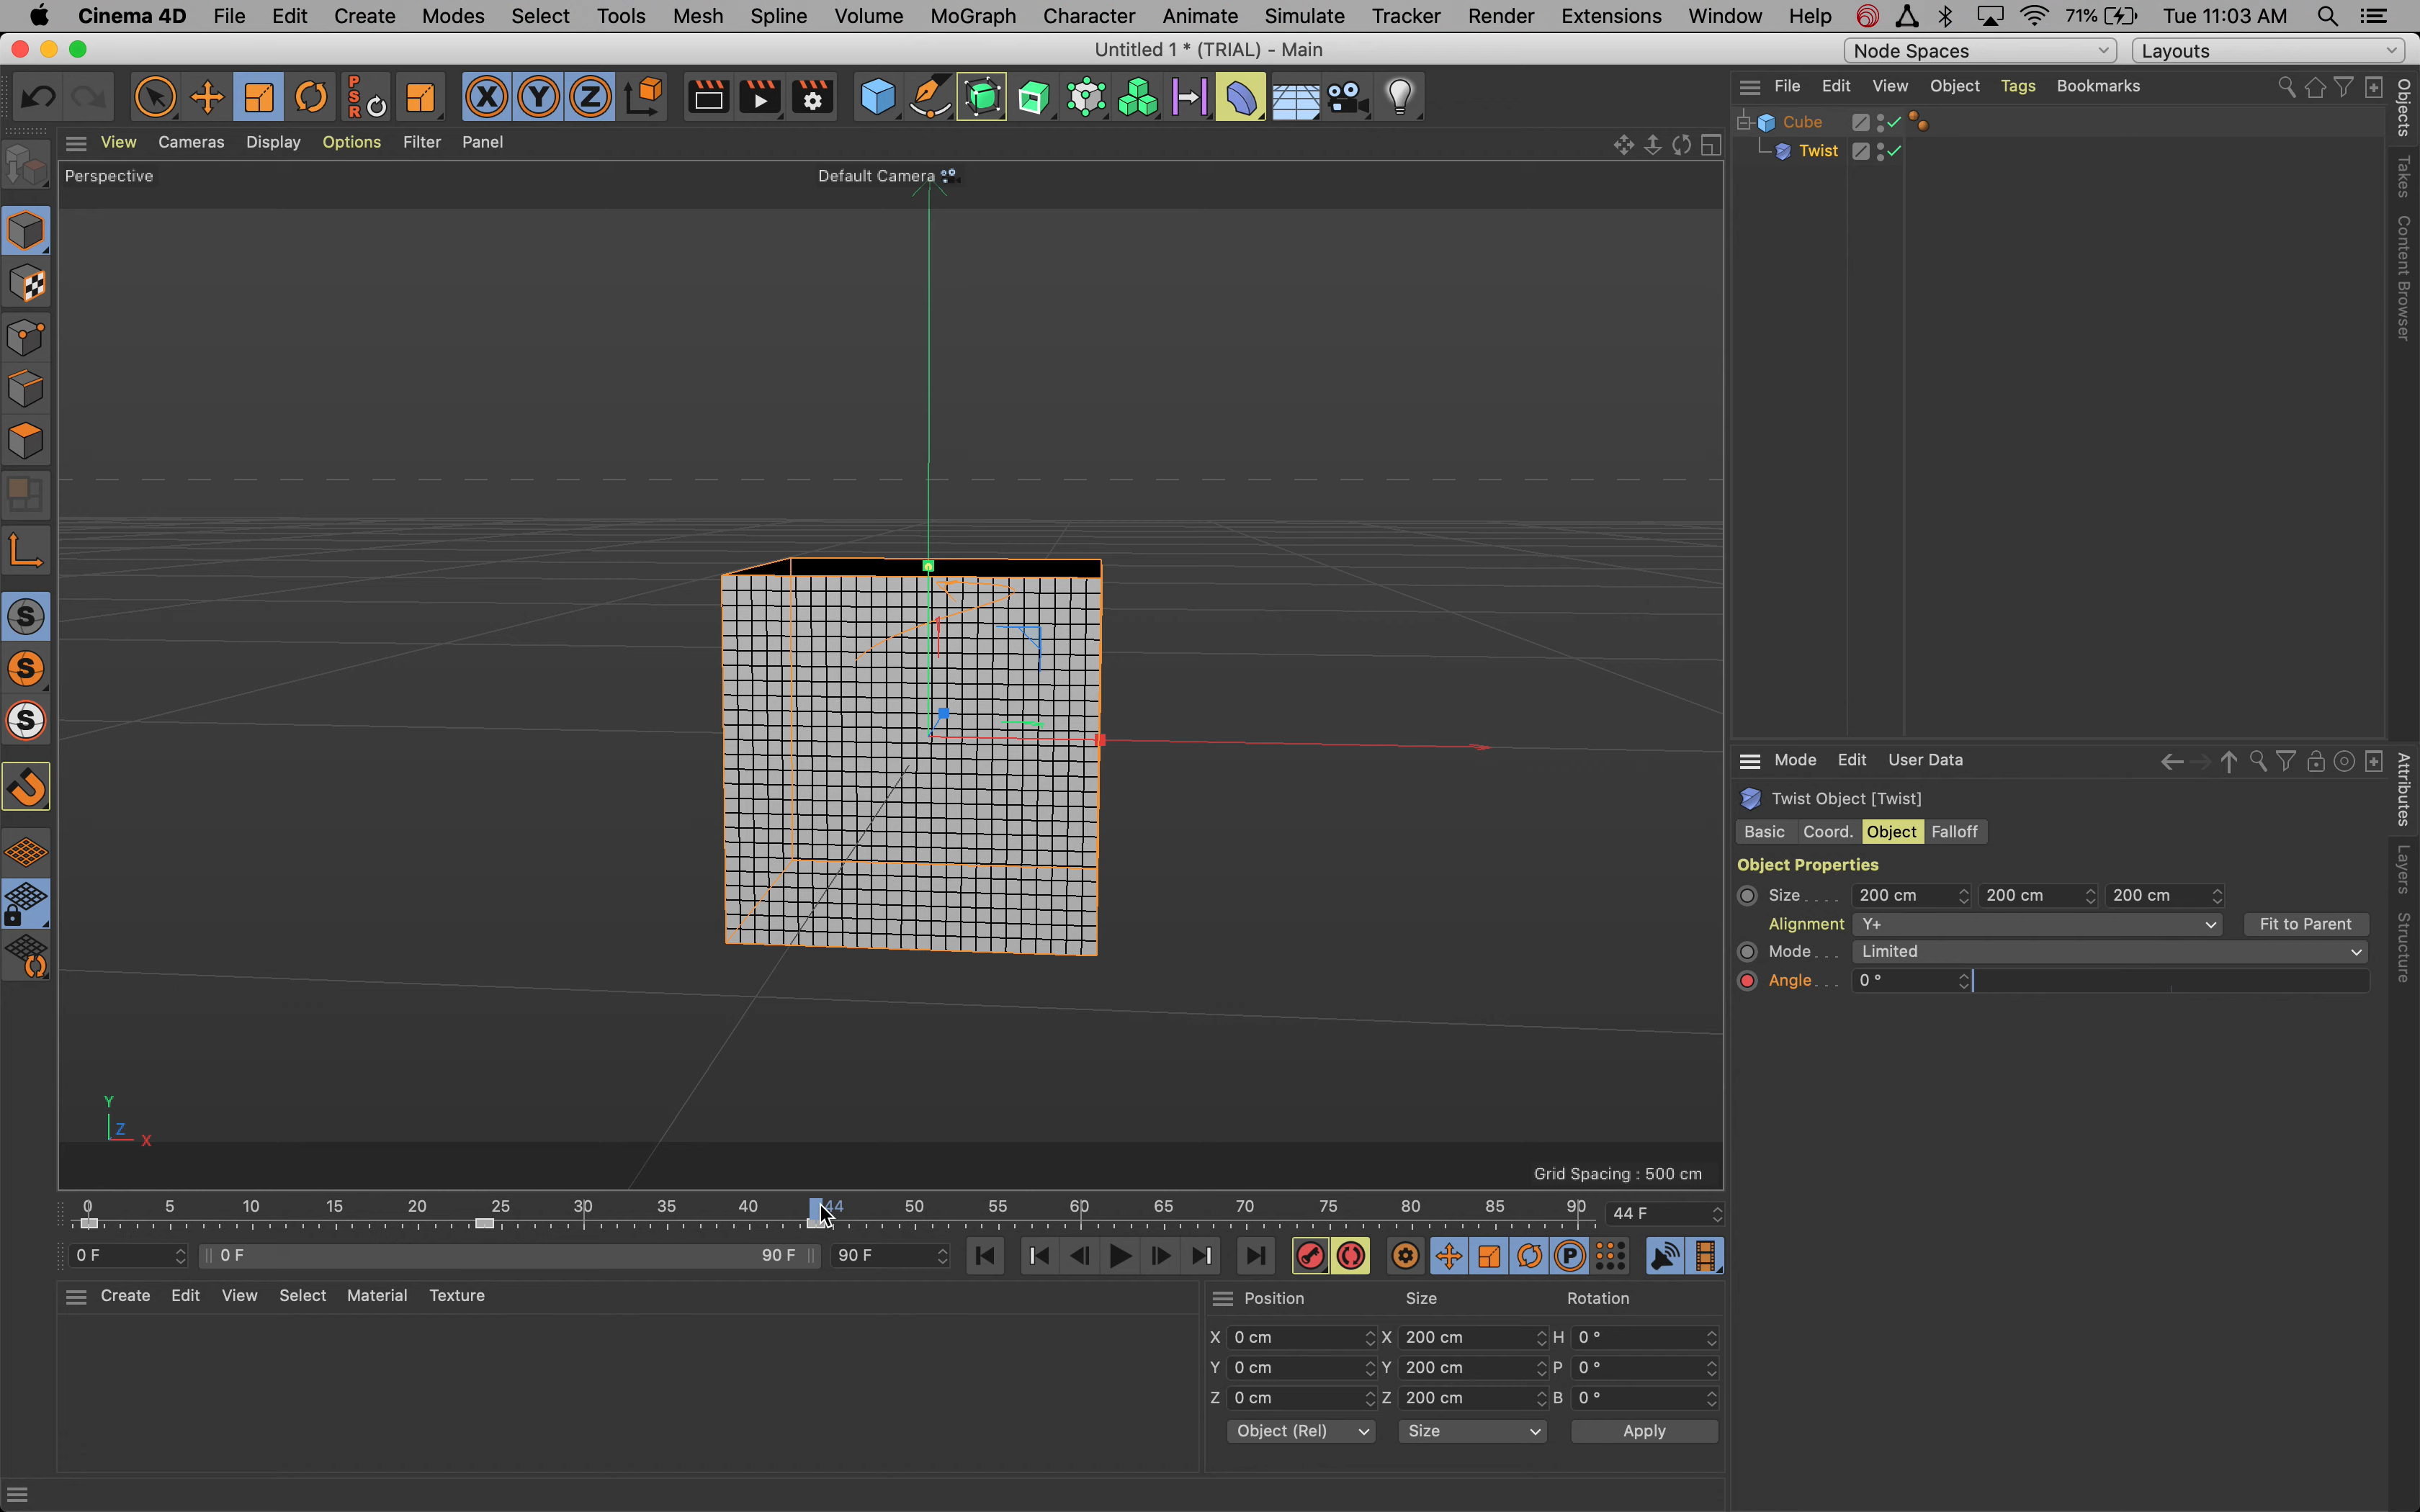 Cinema 4D File Edit Create Modes Select Tools Mesh Spline Volume MoGraph Character Animate Simulate Tracker Render Extensions Window Help 71% Tue 11:03 AM
Untitled 1 * (TRIAL) - Main
Node Spaces
Layouts
PSR
X Y Z
View Cameras Display Options Filter Panel
Perspective
Default Camera
Y
Z
X
Grid Spacing : 500 cm
S
S
S
File Edit View Object Tags Bookmarks
Cube
Twist
Objects
Takes
Content Browser
Mode Edit User Data
Twist Object [Twist]
Basic Coord. Object Falloff
Object Properties
Size . . . . 200 cm 200 cm 200 cm
Alignment Y+ Fit to Parent
Mode . . . Limited
Angle . . . 0 °
Attributes
Layers
Structure
0 5 10 15 20 25 30 35 40 44 50 55 60 65 70 75 80 85 90 44 F
0 F 0 F 90 F 90 F
P
Create Edit View Select Material Texture
Position Size Rotation
X 0 cm X 200 cm H 0 °
Y 0 cm Y 200 cm P 0 °
Z 0 cm Z 200 cm B 0 °
Object (Rel) Size Apply